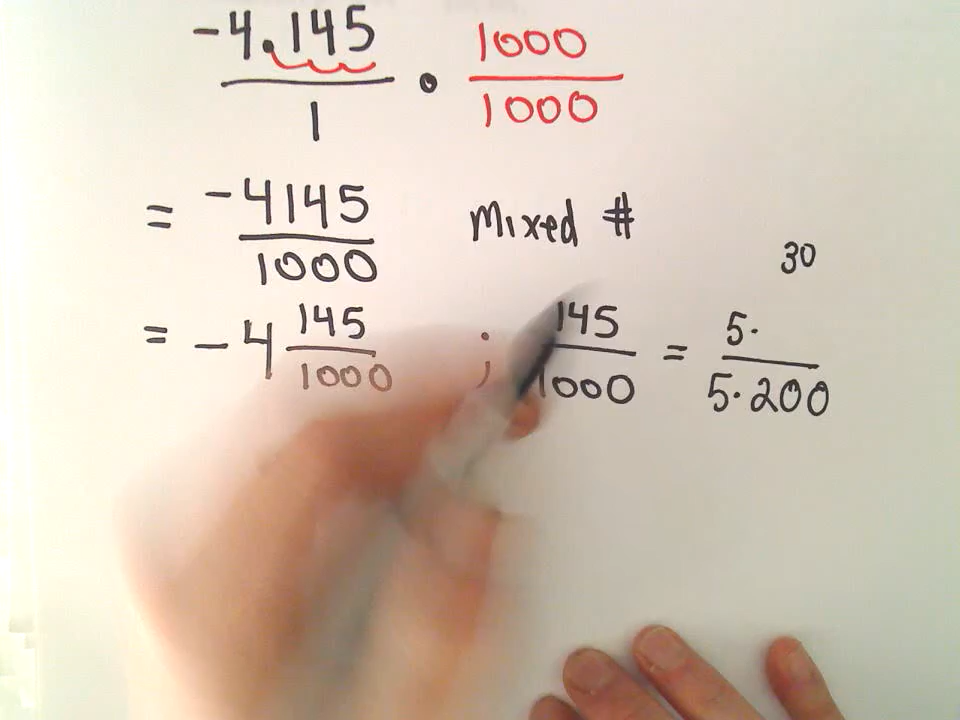 -4.145 1000
1 · 1000
= -4145 Mixed #
1000
30
= -4 145 ; 145 = 5·
1000 1000 5·200